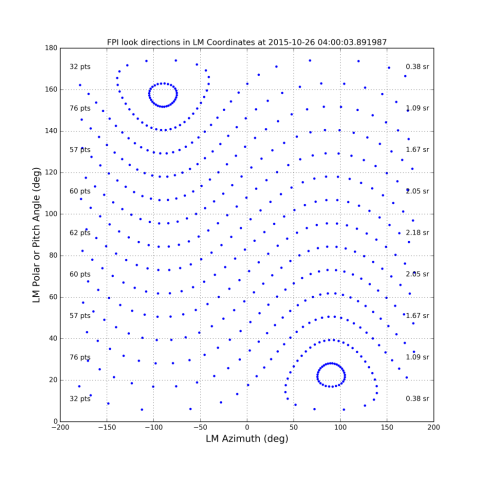 FPI look directions in LM Coordinates at 2015-10-26 04:00:03.891987
180
32 pts 0.38 sr
160
76 pts 1.09 sr
140
57 pts 1.67 sr
120
60 pts 2.05 sr
100
62 pts 2.18 sr
80
60 pts 2.05 sr
60
57 pts 1.67 sr
40
76 pts 1.09 sr
20
32 pts 0.38 sr
0
−200 −150 −100 −50 0 50 100 150 200
LM Azimuth (deg)
LM Polar or Pitch Angle (deg)